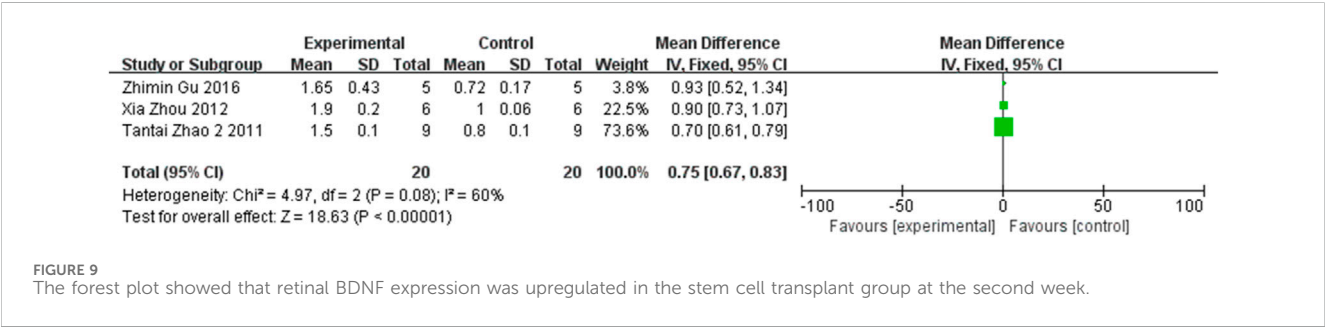 Experimental Control Mean Difference Mean Difference
Study or Subgroup Mean SD Total Mean SD Total Weight IV, Fixed, 95% CI IV, Fixed, 95% CI
Zhimin Gu 2016 1.65 0.43 5 0.72 0.17 5 3.8% 0.93 [0.52, 1.34]
Xia Zhou 2012 1.9 0.2 6 1 0.06 6 22.5% 0.90 [0.73, 1.07]
Tantai Zhao 2 2011 1.5 0.1 9 0.8 0.1 9 73.6% 0.70 [0.61, 0.79]
Total (95% CI) 20 20 100.0% 0.75 [0.67, 0.83]
Heterogeneity: Chi² = 4.97, df = 2 (P = 0.08); I² = 60%
Test for overall effect: Z = 18.63 (P < 0.00001)
-100 -50 0 50 100
Favours [experimental] Favours [control]
FIGURE 9
The forest plot showed that retinal BDNF expression was upregulated in the stem cell transplant group at the second week.